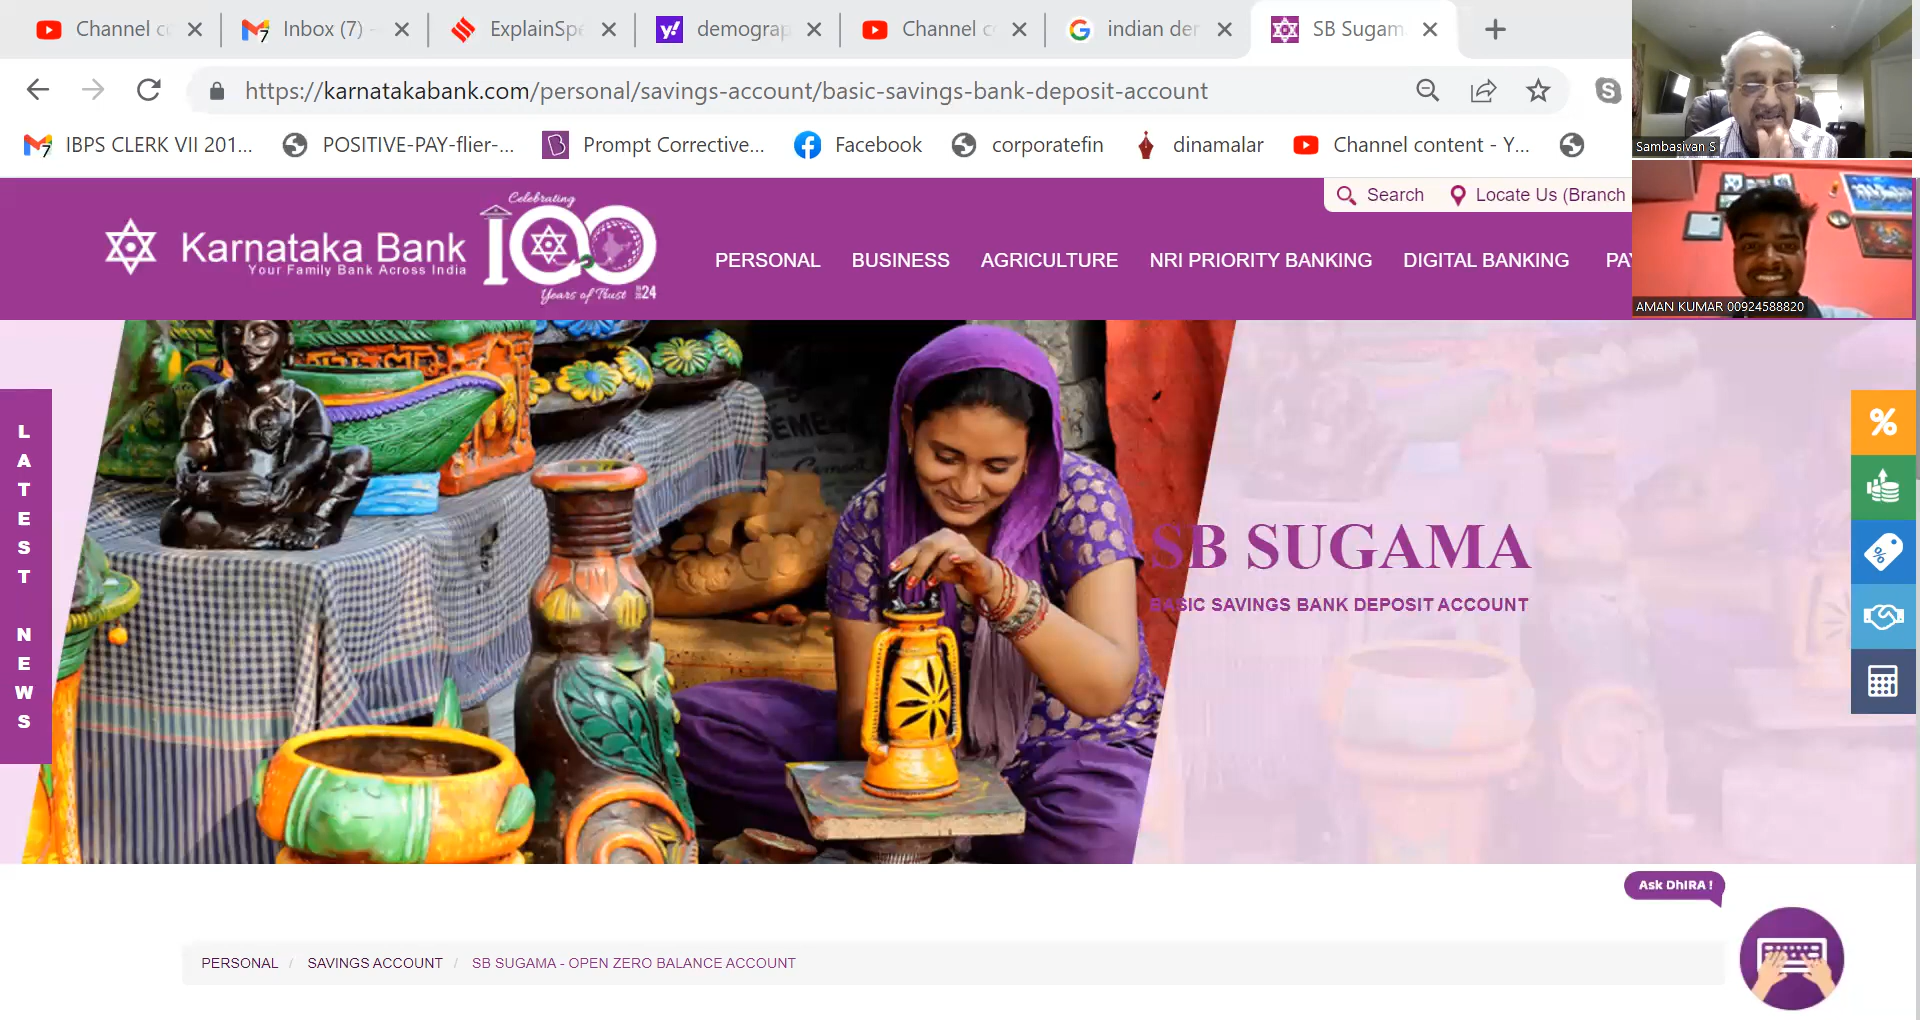 Channel c
Inbox (7) -
ExplainSpe
demograp
Channel c
indian der
SB Sugam
https://karnatakabank.com/personal/savings-account/basic-savings-bank-deposit-account
IBPS CLERK VII 201...
POSITIVE-PAY-flier-...
Prompt Corrective...
Facebook
corporatefin
dinamalar
Channel content - Y...
Sambasivan S
AMAN KUMAR 00924588820
Search
Locate Us (Branch
Karnataka Bank
Your Family Bank Across India
Celebrating
100
Years of Trust 24
PERSONAL
BUSINESS
AGRICULTURE
NRI PRIORITY BANKING
DIGITAL BANKING
PA
LATEST NEWS
SB SUGAMA
BASIC SAVINGS BANK DEPOSIT ACCOUNT
Ask DhIRA !
PERSONAL / SAVINGS ACCOUNT / SB SUGAMA - OPEN ZERO BALANCE ACCOUNT